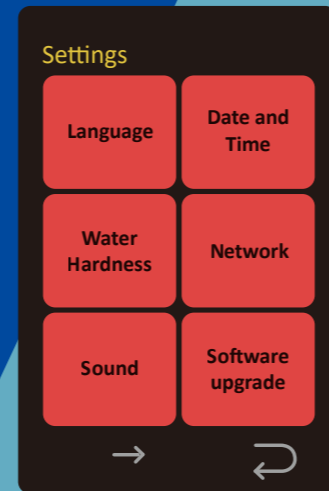 Settings
Language
Date and
Time
Water
Hardness
Network
Sound
Software
upgrade